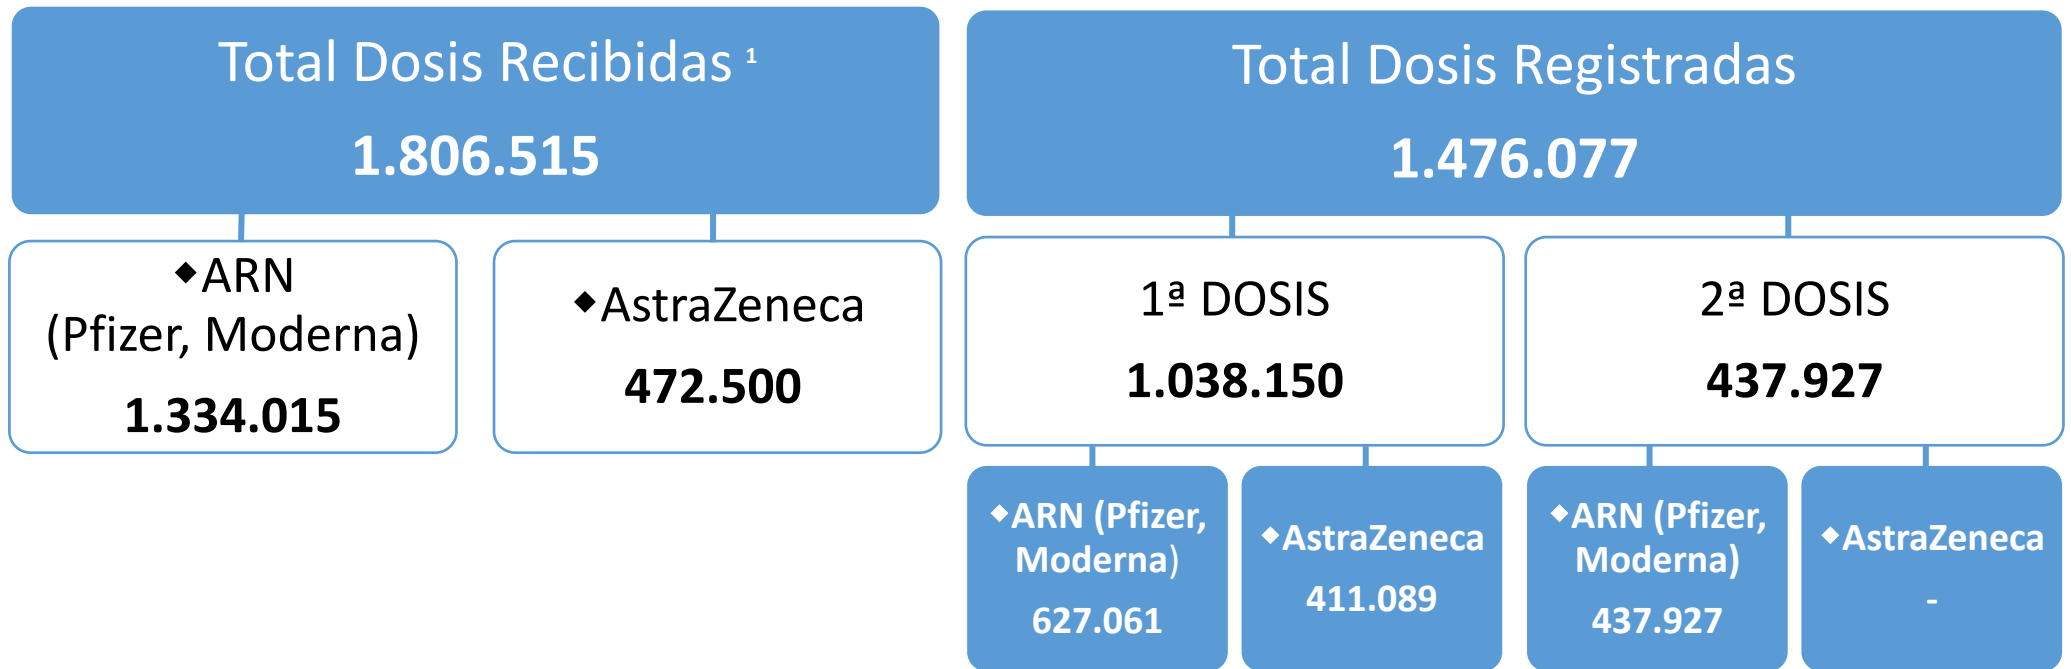 Total Dosis Recibidas ¹
1.806.515
◆ARN
(Pfizer, Moderna)
1.334.015
◆AstraZeneca
472.500
Total Dosis Registradas
1.476.077
1ª DOSIS
1.038.150
◆ARN (Pfizer,
Moderna)
627.061
◆AstraZeneca
411.089
2ª DOSIS
437.927
◆ARN (Pfizer,
Moderna)
437.927
◆AstraZeneca
-